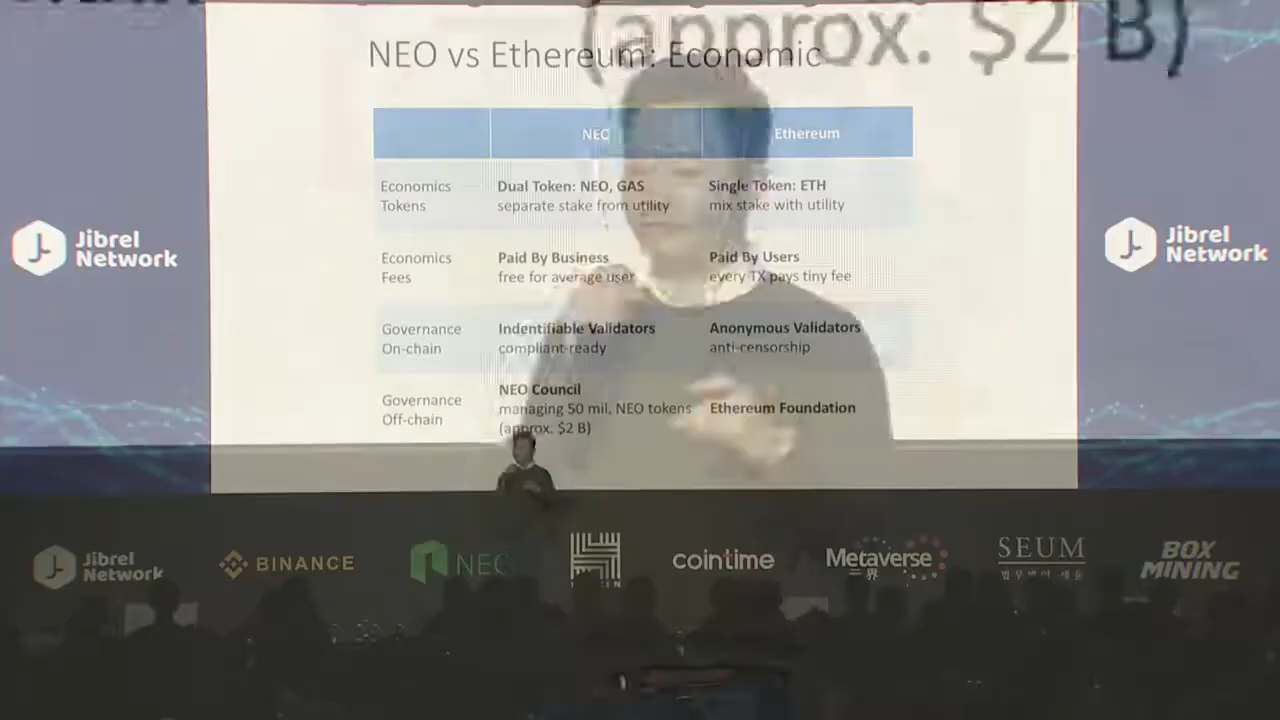 (approx. $2 B)
NEO vs Ethereum: Economic
NEO
Ethereum
Economics
Tokens
Dual Token: NEO, GAS
separate stake from utility
Single Token: ETH
mix stake with utility
Economics
Fees
Paid By Business
free for average user
Paid By Users
every TX pays tiny fee
Governance
On-chain
Indentifiable Validators
compliant-ready
Anonymous Validators
anti-censorship
Governance
Off-chain
NEO Council
managing 50 mil. NEO tokens
(approx. $2 B)
Ethereum Foundation
Jibrel
Network
Jibrel
Network
Jibrel
Network
BINANCE
NEO
cointime
Metaverse
三界
SEUM
BOX
MINING